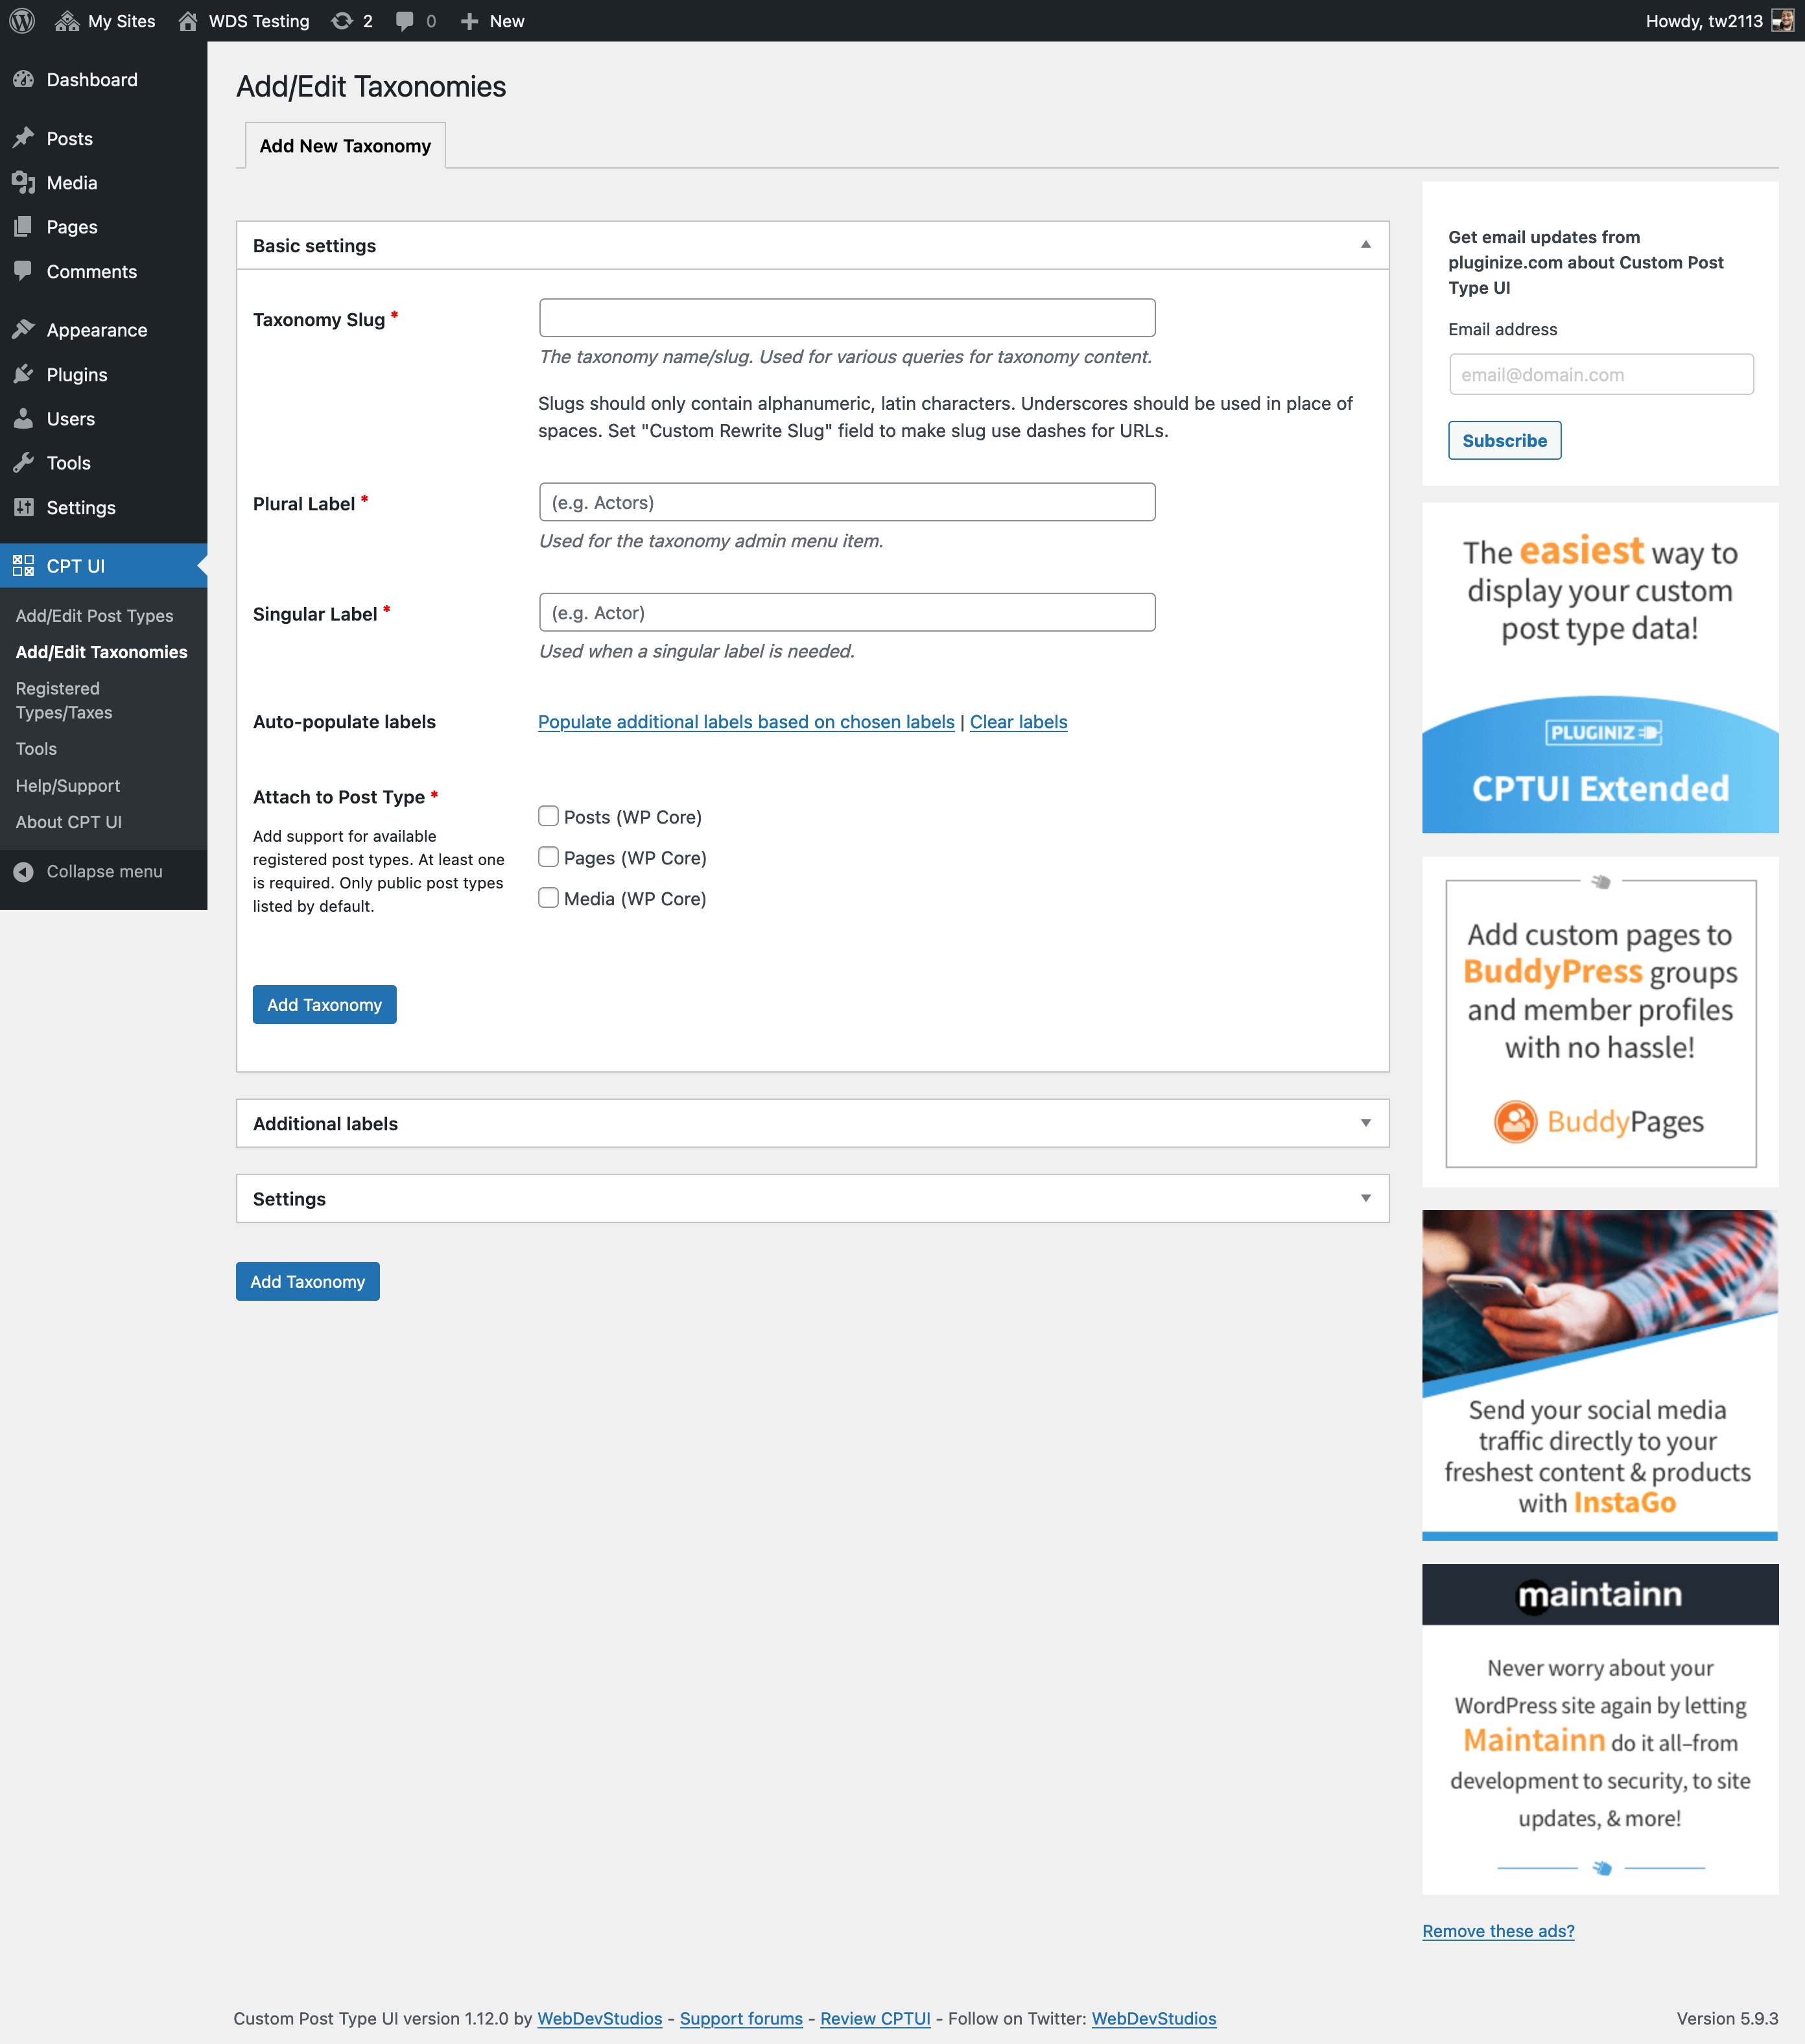 My Sites
WDS Testing
2
0
New
Howdy, tw2113
Dashboard
Posts
Media
Pages
Comments
Appearance
Plugins
Users
Tools
Settings
CPT UI
Add/Edit Post Types
Add/Edit Taxonomies
Registered
Types/Taxes
Tools
Help/Support
About CPT UI
Collapse menu
Add/Edit Taxonomies
Add New Taxonomy
Basic settings
Taxonomy Slug *
The taxonomy name/slug. Used for various queries for taxonomy content.
Slugs should only contain alphanumeric, latin characters. Underscores should be used in place of
spaces. Set "Custom Rewrite Slug" field to make slug use dashes for URLs.
Plural Label *
(e.g. Actors)
Used for the taxonomy admin menu item.
Singular Label *
(e.g. Actor)
Used when a singular label is needed.
Auto-populate labels
Populate additional labels based on chosen labels | Clear labels
Attach to Post Type *
Add support for available
registered post types. At least one
is required. Only public post types
listed by default.
Posts (WP Core)
Pages (WP Core)
Media (WP Core)
Add Taxonomy
Additional labels
Settings
Add Taxonomy
Get email updates from
pluginize.com about Custom Post
Type UI
Email address
email@domain.com
Subscribe
The easiest way to
display your custom
post type data!
PLUGINIZ
CPTUI Extended
Add custom pages to
BuddyPress groups
and member profiles
with no hassle!
BuddyPages
Send your social media
traffic directly to your
freshest content & products
with InstaGo
maintainn
Never worry about your
WordPress site again by letting
Maintainn do it all–from
development to security, to site
updates, & more!
Remove these ads?
Custom Post Type UI version 1.12.0 by WebDevStudios - Support forums - Review CPTUI - Follow on Twitter: WebDevStudios
Version 5.9.3